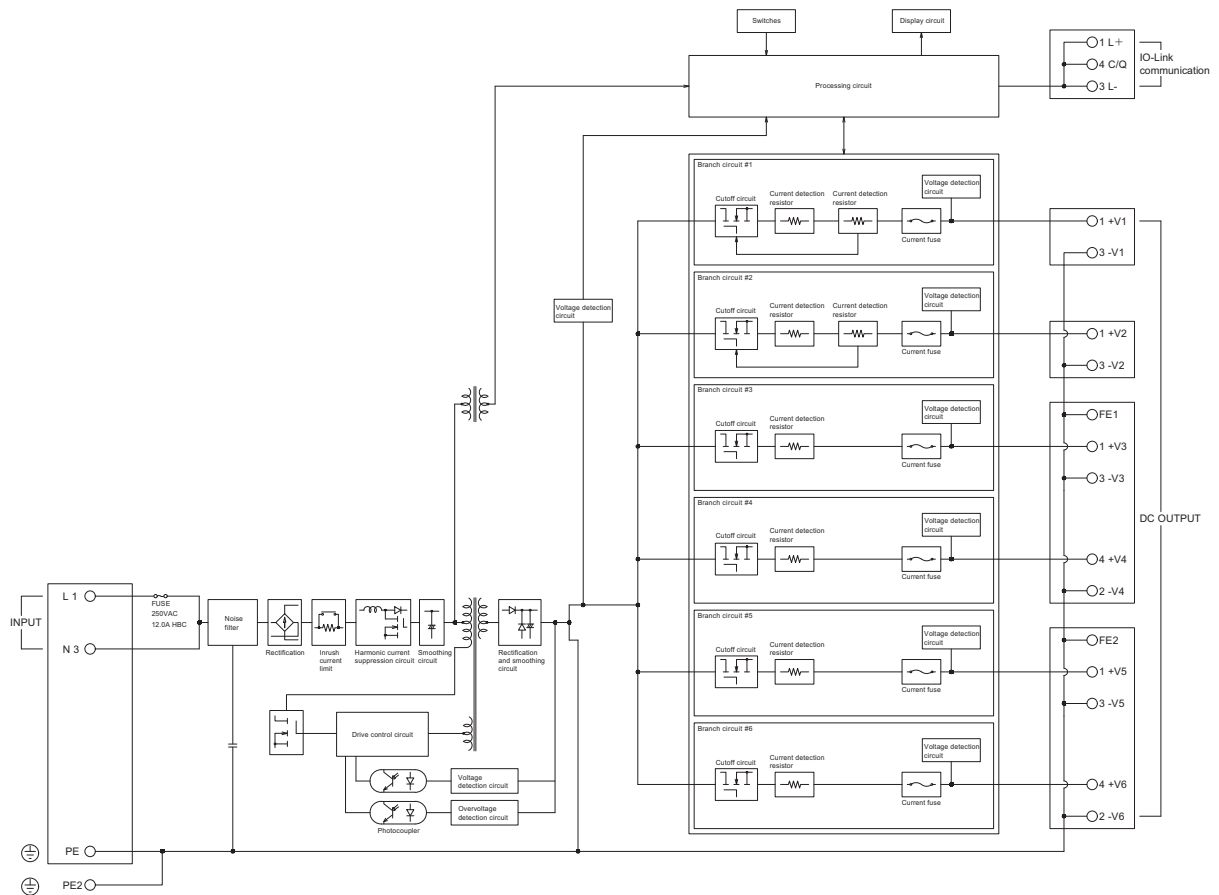 Switches
Display circuit
Processing circuit
1 L+
4 C/Q
3 L-
IO-Link
communication
Branch circuit #1
Cutoff circuit
Current detection
resistor
Current detection
resistor
Voltage detection
circuit
Current fuse
1 +V1
3 -V1
Branch circuit #2
Cutoff circuit
Current detection
resistor
Current detection
resistor
Voltage detection
circuit
Current fuse
1 +V2
3 -V2
Voltage detection
circuit
Branch circuit #3
Cutoff circuit
Current detection
resistor
Voltage detection
circuit
Current fuse
FE1
1 +V3
3 -V3
Branch circuit #4
Cutoff circuit
Current detection
resistor
Voltage detection
circuit
Current fuse
4 +V4
2 -V4
DC OUTPUT
Branch circuit #5
Cutoff circuit
Current detection
resistor
Voltage detection
circuit
Current fuse
FE2
1 +V5
3 -V5
Branch circuit #6
Cutoff circuit
Current detection
resistor
Voltage detection
circuit
Current fuse
4 +V6
2 -V6
INPUT
L 1
N 3
FUSE
250VAC
12.0A HBC
Noise
filter
Rectification
Inrush
current
limit
Harmonic current
suppression circuit
Smoothing
circuit
Rectification
and smoothing
circuit
Drive control circuit
Voltage
detection circuit
Overvoltage
detection circuit
Photocoupler
PE
PE2